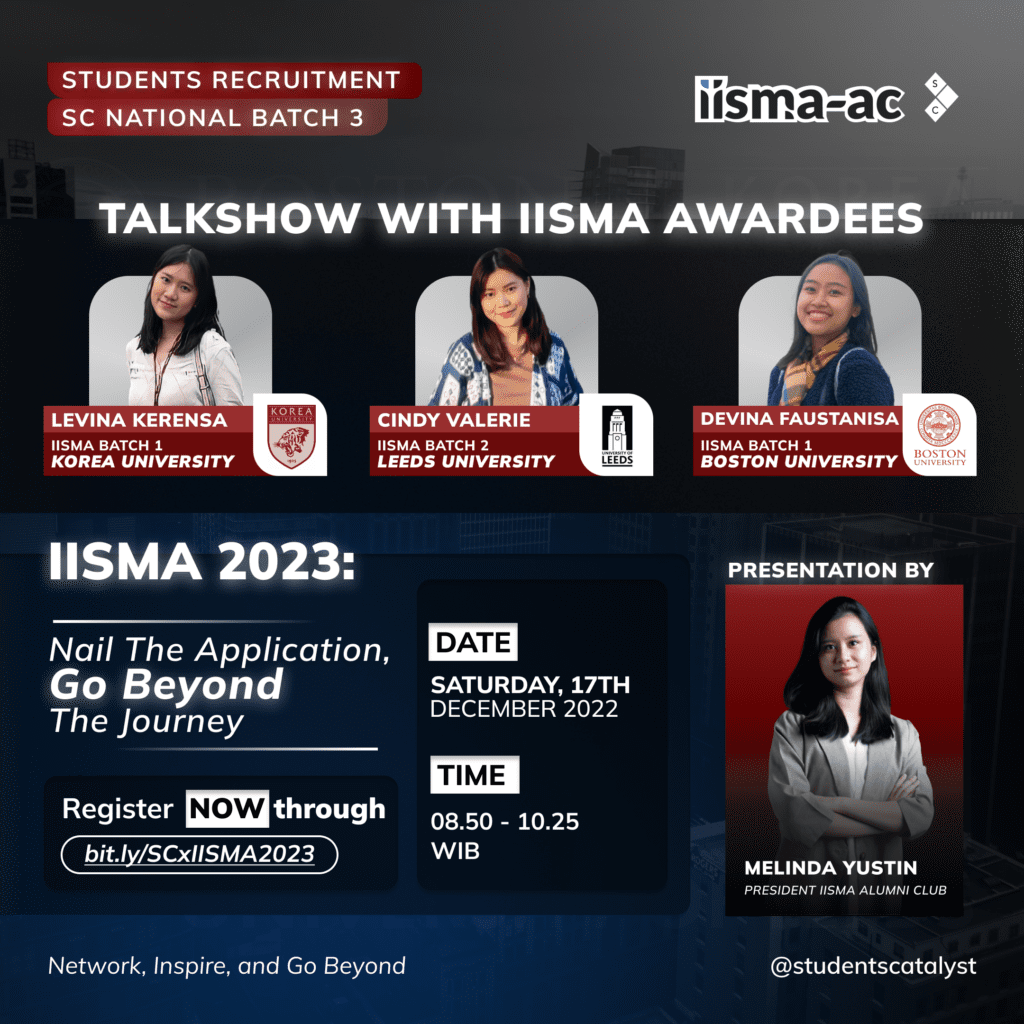 STUDENTS RECRUITMENT
SC NATIONAL BATCH 3
iisma-ac
S
C
TALKSHOW WITH IISMA AWARDEES
LEVINA KERENSA
IISMA BATCH 1
KOREA UNIVERSITY
KOREA
UNIVERSITY
1905
CINDY VALERIE
IISMA BATCH 2
LEEDS UNIVERSITY
UNIVERSITY OF
LEEDS
DEVINA FAUSTANISA
IISMA BATCH 1
BOSTON UNIVERSITY
BOSTON
UNIVERSITY
IISMA 2023:
Nail The Application,
Go Beyond
The Journey
Register NOW through
bit.ly/SCxIISMA2023
DATE
SATURDAY, 17TH
DECEMBER 2022
TIME
08.50 - 10.25
WIB
PRESENTATION BY
MELINDA YUSTIN
PRESIDENT IISMA ALUMNI CLUB
Network, Inspire, and Go Beyond
@studentscatalyst